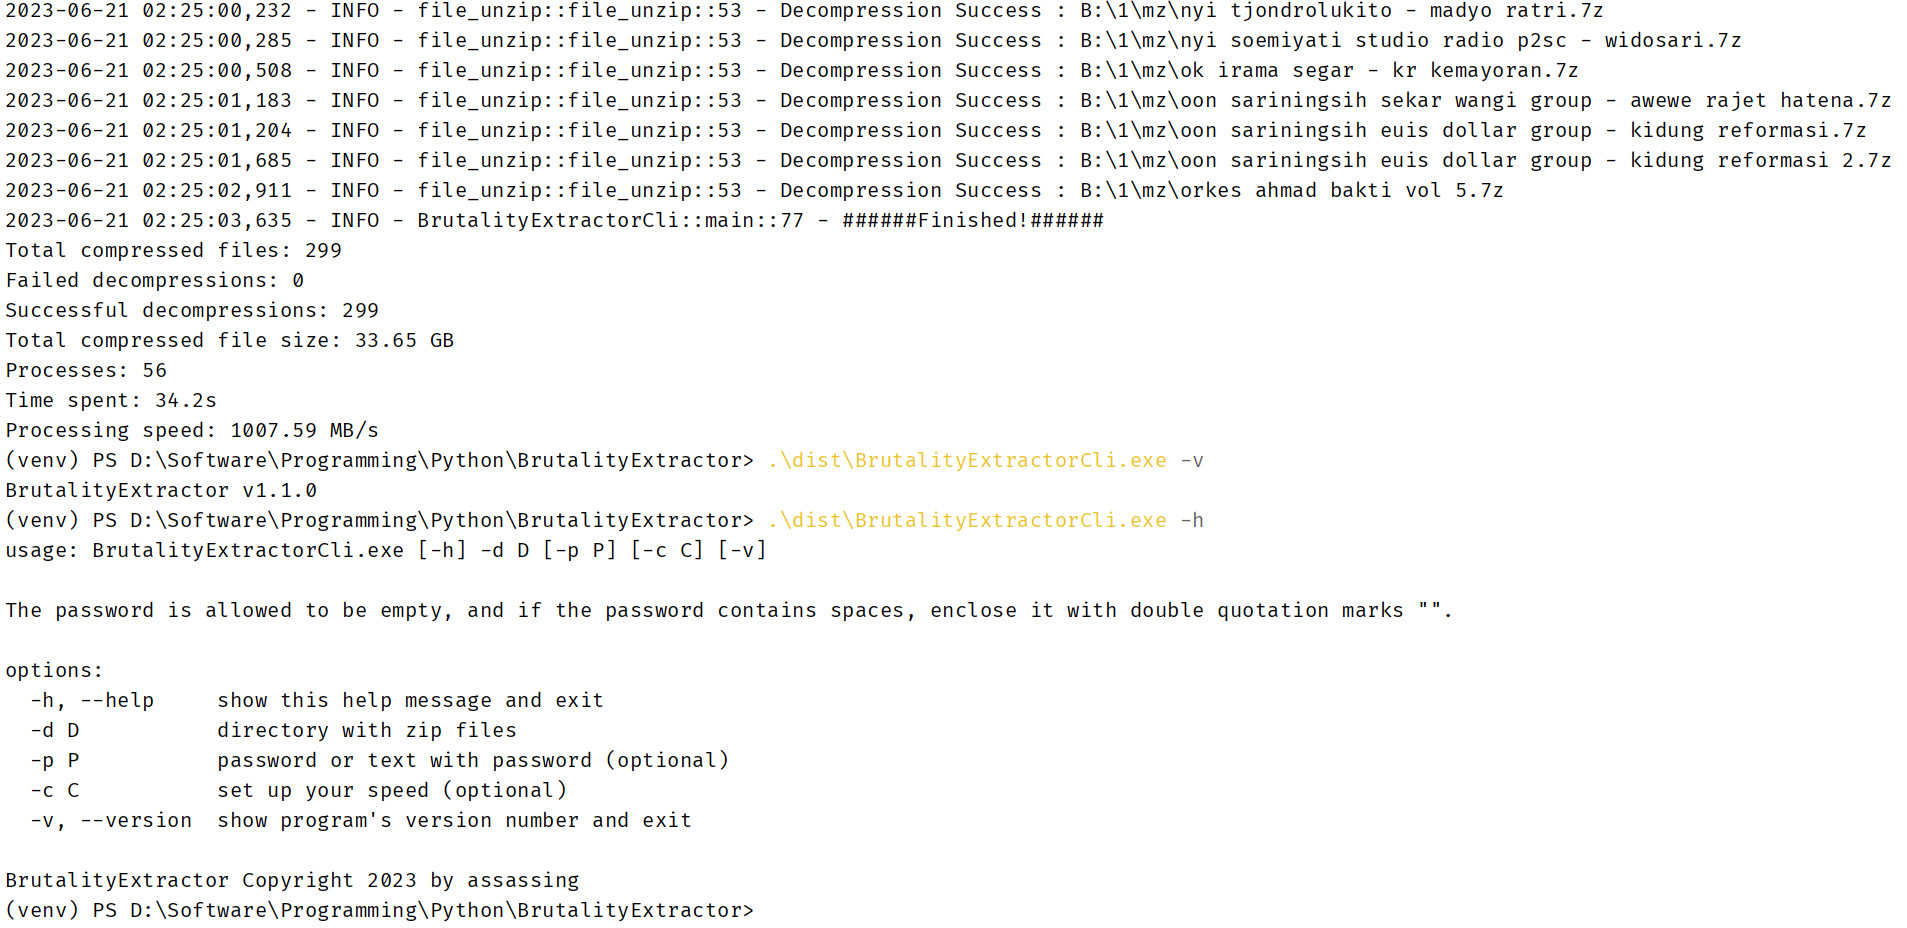 2023-06-21 02:25:00,232 - INFO - file_unzip::file_unzip::53 - Decompression Success : B:\1\mz\nyi tjondrolukito - madyo ratri.7z
2023-06-21 02:25:00,285 - INFO - file_unzip::file_unzip::53 - Decompression Success : B:\1\mz\nyi soemiyati studio radio p2sc - widosari.7z
2023-06-21 02:25:00,508 - INFO - file_unzip::file_unzip::53 - Decompression Success : B:\1\mz\ok irama segar - kr kemayoran.7z
2023-06-21 02:25:01,183 - INFO - file_unzip::file_unzip::53 - Decompression Success : B:\1\mz\oon sariningsih sekar wangi group - awewe rajet hatena.7z
2023-06-21 02:25:01,204 - INFO - file_unzip::file_unzip::53 - Decompression Success : B:\1\mz\oon sariningsih euis dollar group - kidung reformasi.7z
2023-06-21 02:25:01,685 - INFO - file_unzip::file_unzip::53 - Decompression Success : B:\1\mz\oon sariningsih euis dollar group - kidung reformasi 2.7z
2023-06-21 02:25:02,911 - INFO - file_unzip::file_unzip::53 - Decompression Success : B:\1\mz\orkes ahmad bakti vol 5.7z
2023-06-21 02:25:03,635 - INFO - BrutalityExtractorCli::main::77 - ######Finished!######
Total compressed files: 299
Failed decompressions: 0
Successful decompressions: 299
Total compressed file size: 33.65 GB
Processes: 56
Time spent: 34.2s
Processing speed: 1007.59 MB/s
(venv) PS D:\Software\Programming\Python\BrutalityExtractor> .\dist\BrutalityExtractorCli.exe -v
BrutalityExtractor v1.1.0
(venv) PS D:\Software\Programming\Python\BrutalityExtractor> .\dist\BrutalityExtractorCli.exe -h
usage: BrutalityExtractorCli.exe [-h] -d D [-p P] [-c C] [-v]
The password is allowed to be empty, and if the password contains spaces, enclose it with double quotation marks "".
options:
  -h, --help     show this help message and exit
  -d D           directory with zip files
  -p P           password or text with password (optional)
  -c C           set up your speed (optional)
  -v, --version  show program's version number and exit
BrutalityExtractor Copyright 2023 by assassing
(venv) PS D:\Software\Programming\Python\BrutalityExtractor>